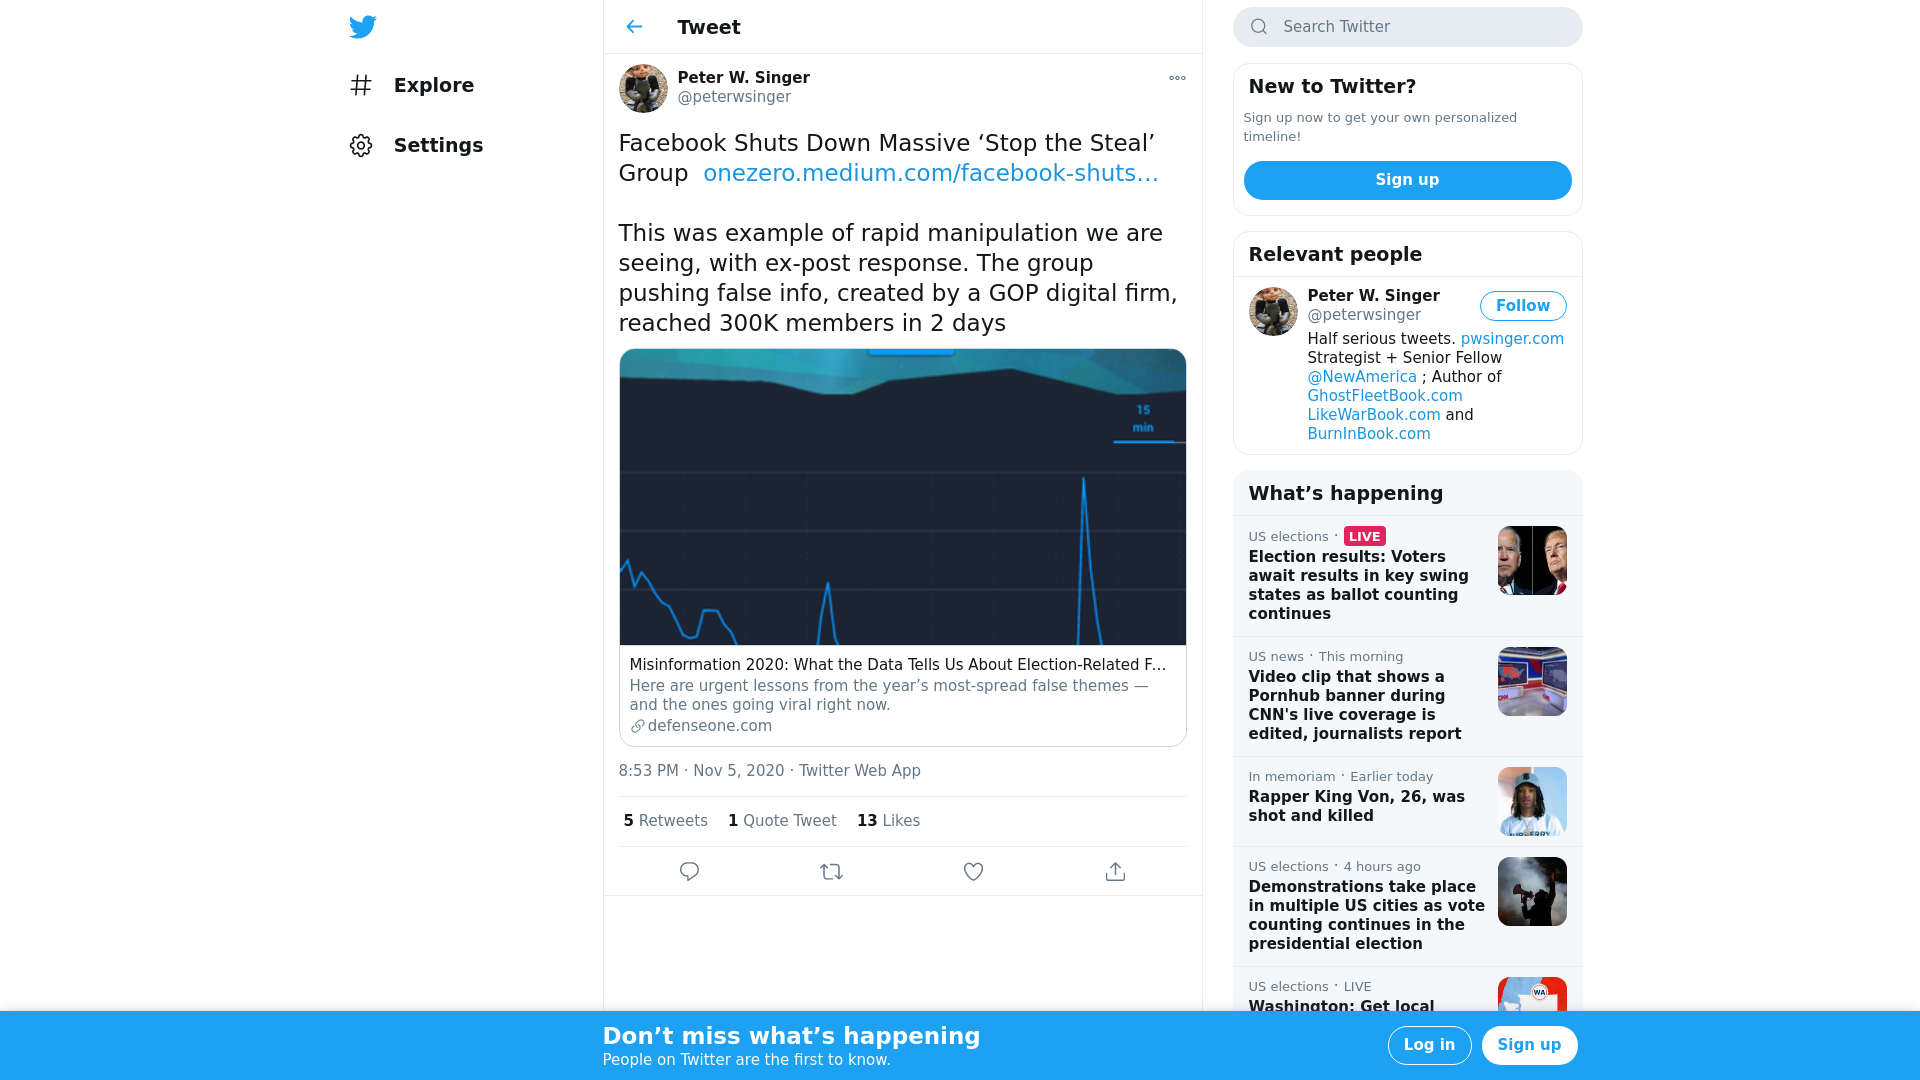 Explore
Settings
Tweet
Peter W. Singer
@peterwsinger
Facebook Shuts Down Massive ‘Stop the Steal’
Group onezero.medium.com/facebook-shuts…
This was example of rapid manipulation we are
seeing, with ex-post response. The group
pushing false info, created by a GOP digital firm,
reached 300K members in 2 days
15
min
Misinformation 2020: What the Data Tells Us About Election-Related F…
Here are urgent lessons from the year’s most-spread false themes —
and the ones going viral right now.
defenseone.com
8:53 PM · Nov 5, 2020 · Twitter Web App
5 Retweets 1 Quote Tweet 13 Likes
Search Twitter
New to Twitter?
Sign up now to get your own personalized
timeline!
Sign up
Relevant people
Peter W. Singer
@peterwsinger
Follow
Half serious tweets. pwsinger.com
Strategist + Senior Fellow
@NewAmerica ; Author of
GhostFleetBook.com
LikeWarBook.com and
BurnInBook.com
What’s happening
US elections · LIVE
Election results: Voters
await results in key swing
states as ballot counting
continues
US news · This morning
Video clip that shows a
Pornhub banner during
CNN's live coverage is
edited, journalists report
In memoriam · Earlier today
Rapper King Von, 26, was
shot and killed
US elections · 4 hours ago
Demonstrations take place
in multiple US cities as vote
counting continues in the
presidential election
US elections · LIVE
Washington: Get local
WA
Don’t miss what’s happening
People on Twitter are the first to know.
Log in
Sign up